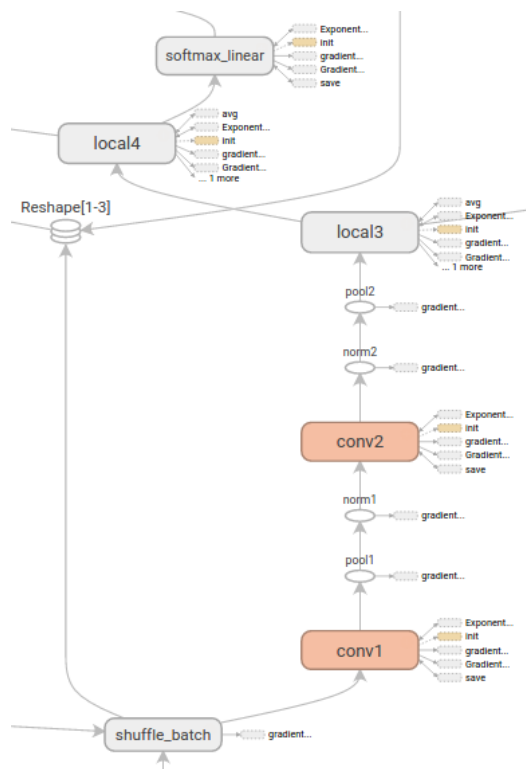 softmax_linear
Exponent...
init
gradient...
Gradient...
save
local4
avg
Exponent...
init
gradient...
Gradient...
... 1 more
Reshape[1-3]
local3
avg
Exponent...
init
gradient...
Gradient...
... 1 more
pool2
gradient...
norm2
gradient...
conv2
Exponent...
init
gradient...
Gradient...
save
norm1
gradient...
pool1
gradient...
conv1
Exponent...
init
gradient...
Gradient...
save
shuffle_batch
gradient...